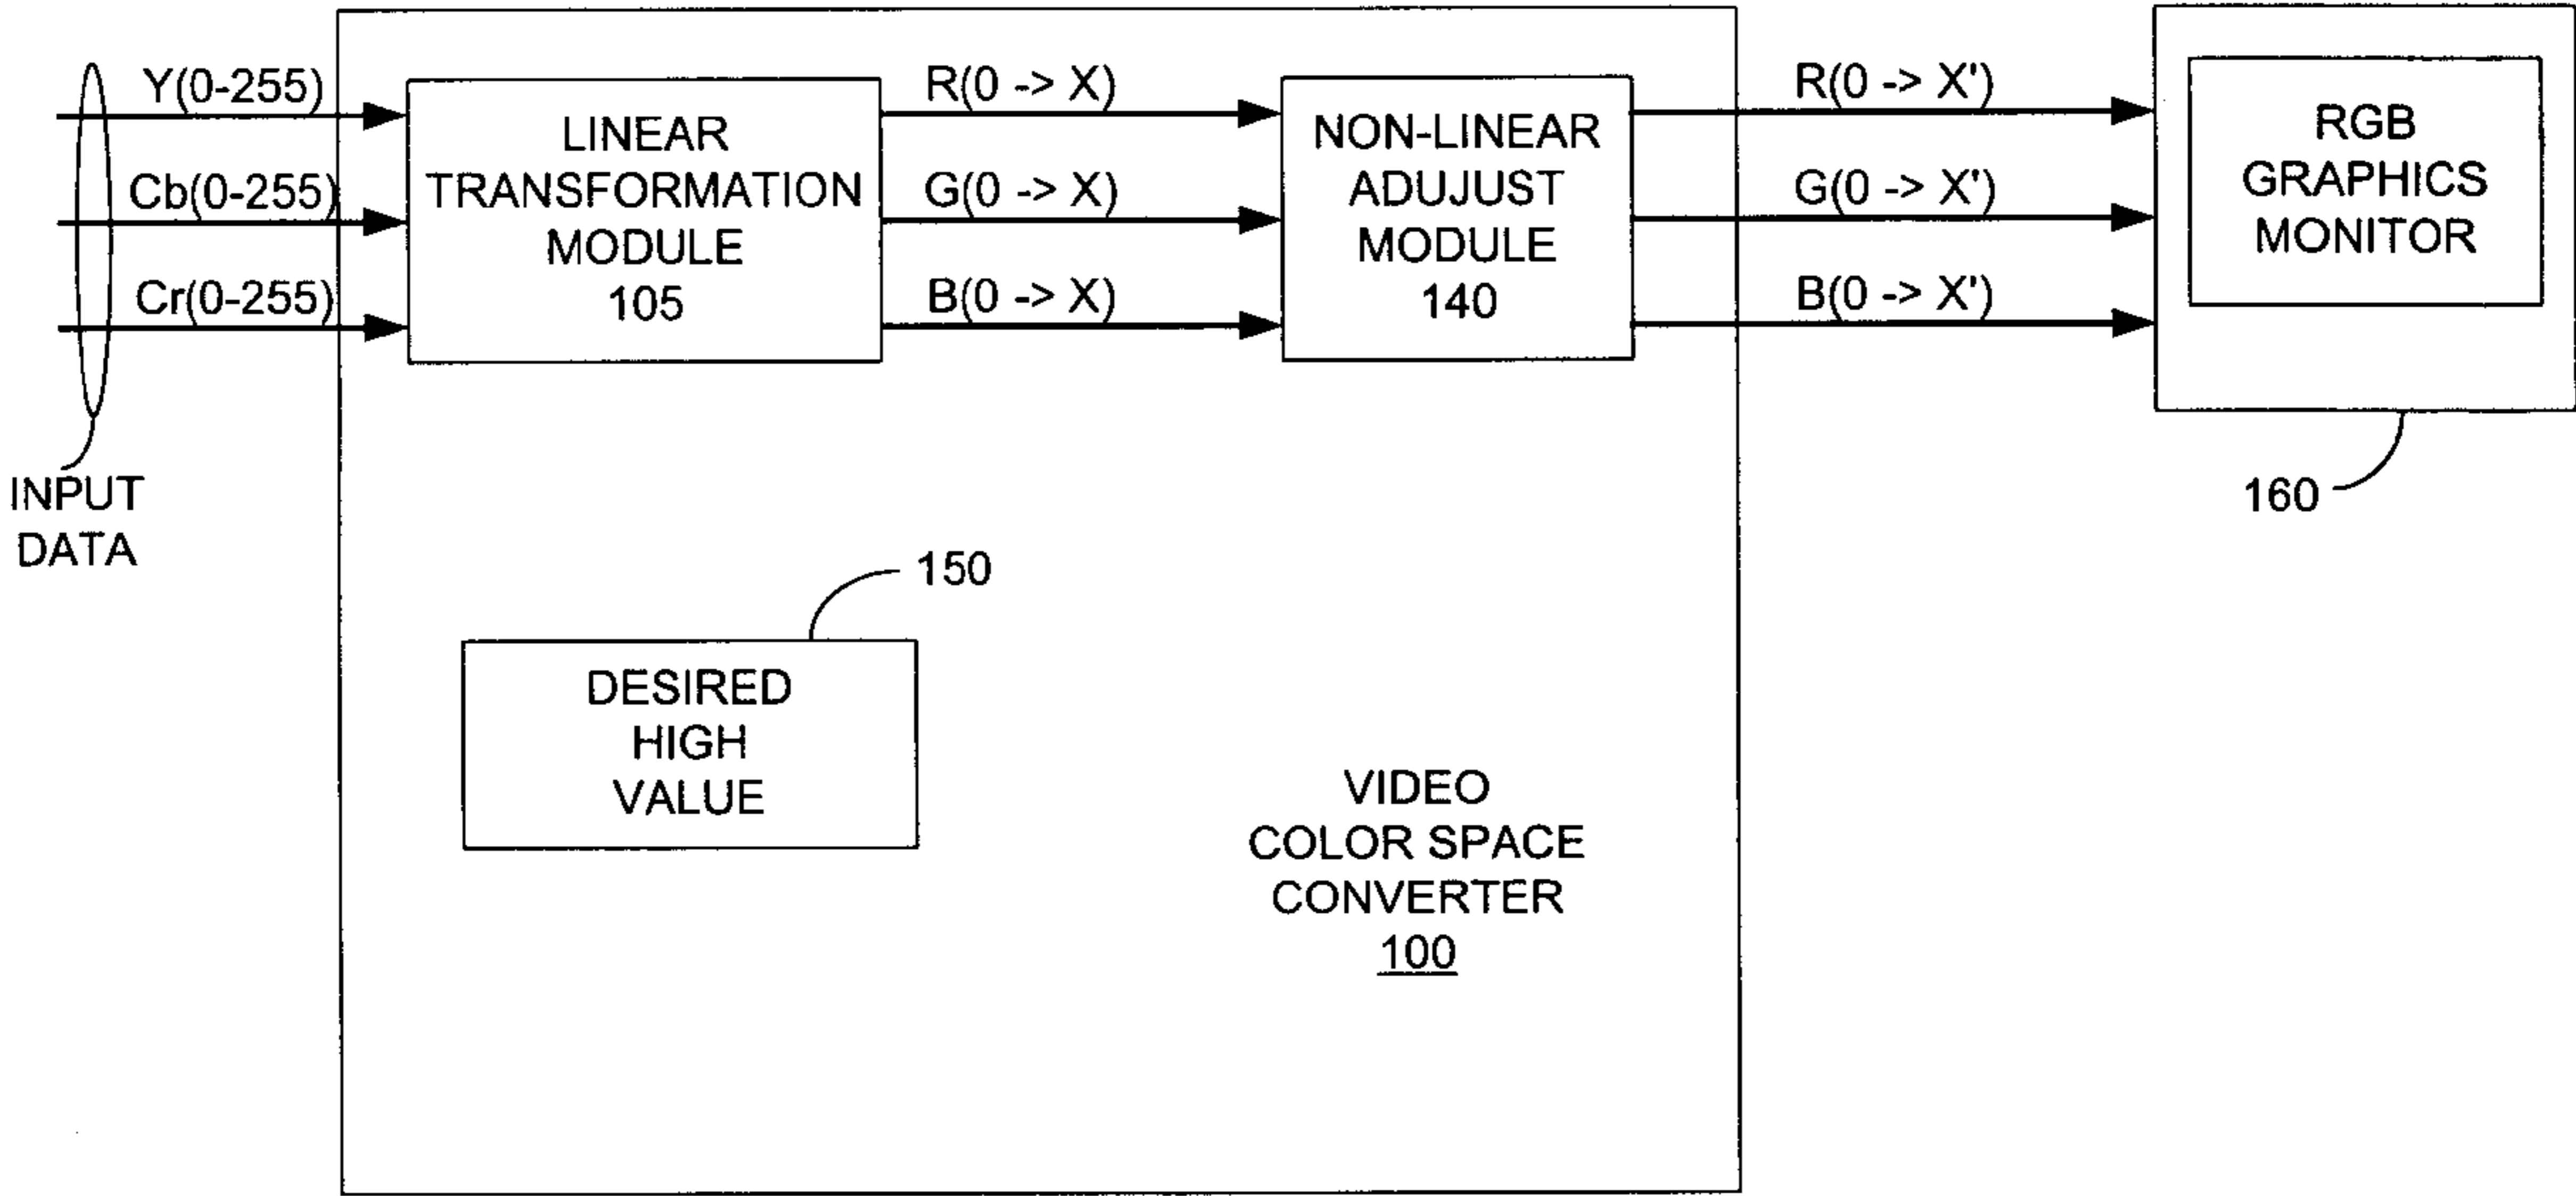 Y(0-255)
Cb(0-255)
Cr(0-255)
INPUT
DATA
LINEAR
TRANSFORMATION
MODULE
105
R(0 -> X)
G(0 -> X)
B(0 -> X)
NON-LINEAR
ADUJUST
MODULE
140
R(0 -> X')
G(0 -> X')
B(0 -> X')
RGB
GRAPHICS
MONITOR
160
150
DESIRED
HIGH
VALUE
VIDEO
COLOR SPACE
CONVERTER
100